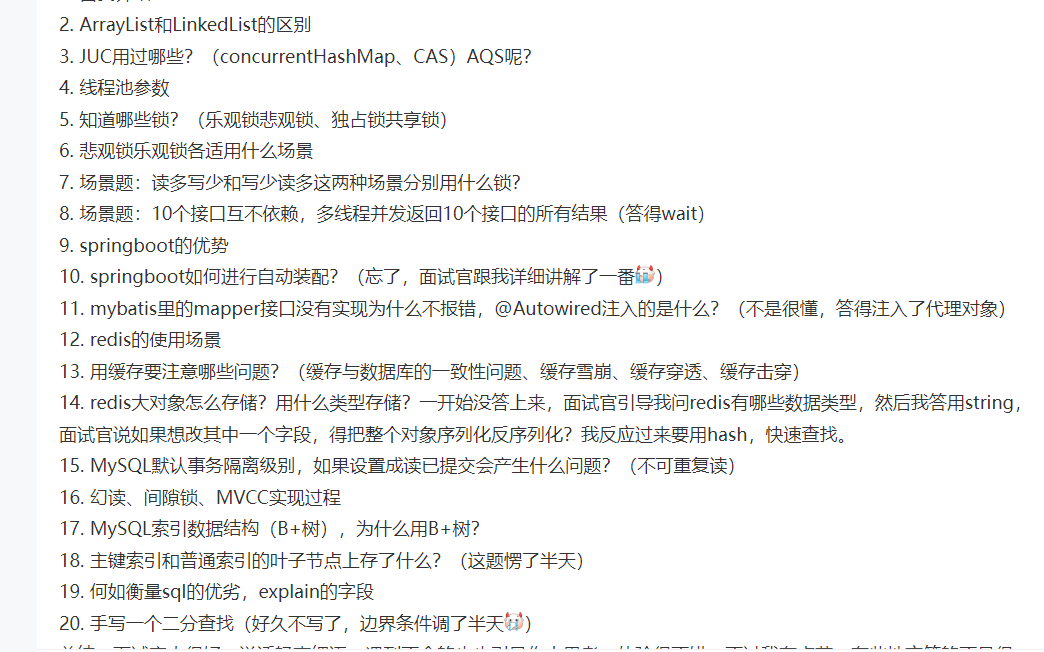 2. ArrayList和LinkedList的区别
3. JUC用过哪些？（concurrentHashMap、CAS）AQS呢？
4. 线程池参数
5. 知道哪些锁？（乐观锁悲观锁、独占锁共享锁）
6. 悲观锁乐观锁各适用什么场景
7. 场景题：读多写少和写少读多这两种场景分别用什么锁？
8. 场景题：10个接口互不依赖，多线程并发返回10个接口的所有结果（答得wait）
9. springboot的优势
10. springboot如何进行自动装配？（忘了，面试官跟我详细讲解了一番）
11. mybatis里的mapper接口没有实现为什么不报错，@Autowired注入的是什么？（不是很懂，答得注入了代理对象）
12. redis的使用场景
13. 用缓存要注意哪些问题？（缓存与数据库的一致性问题、缓存雪崩、缓存穿透、缓存击穿）
14. redis大对象怎么存储？用什么类型存储？一开始没答上来，面试官引导我问redis有哪些数据类型，然后我答用string，
面试官说如果想改其中一个字段，得把整个对象序列化反序列化？我反应过来要用hash，快速查找。
15. MySQL默认事务隔离级别，如果设置成读已提交会产生什么问题？（不可重复读）
16. 幻读、间隙锁、MVCC实现过程
17. MySQL索引数据结构（B+树），为什么用B+树？
18. 主键索引和普通索引的叶子节点上存了什么？（这题愣了半天）
19. 何如衡量sql的优劣，explain的字段
20. 手写一个二分查找（好久不写了，边界条件调了半天）